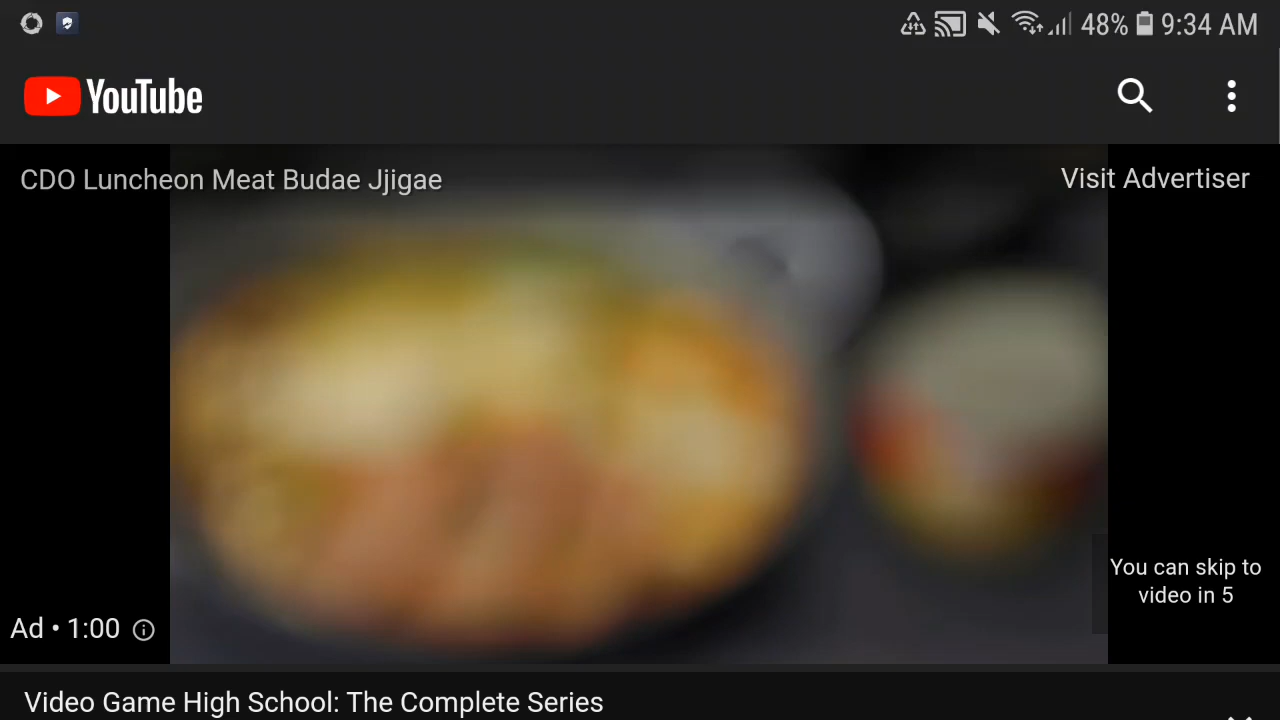 48% 9:34 AM
YouTube
CDO Luncheon Meat Budae Jjigae
Visit Advertiser
You can skip to
video in 5
Ad • 1:00
Video Game High School: The Complete Series